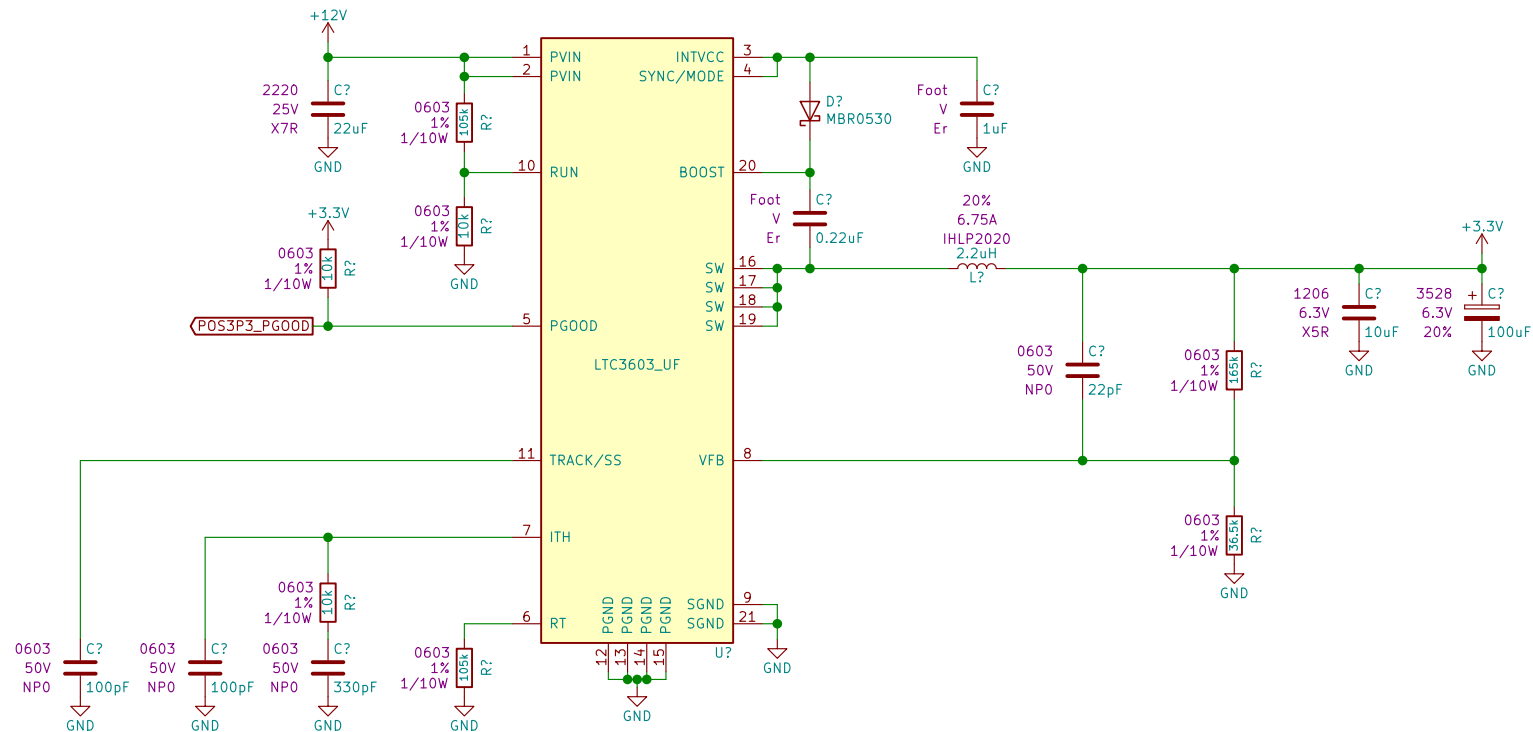 +12V
2220
25V
X7R
C?
22uF
GND
0603
1%
1/10W
105k
R?
0603
1%
1/10W
10k
R?
GND
+3.3V
0603
1%
1/10W
10k
R?
POS3P3_PGOOD
1 PVIN
2 PVIN
10 RUN
5 PGOOD
11 TRACK/SS
7 ITH
6 RT
LTC3603_UF
INTVCC 3
SYNC/MODE 4
BOOST 20
SW 16
SW 17
SW 18
SW 19
VFB 8
SGND 9
SGND 21
PGND PGND PGND PGND
12 13 14 15
U?
GND
GND
D?
MBR0530
Foot
V
Er
C?
1uF
GND
Foot
V
Er
C?
0.22uF
20%
6.75A
IHLP2020
2.2uH
L?
0603
50V
NP0
C?
22pF
0603
1%
1/10W
165k
R?
0603
1%
1/10W
36.5k
R?
GND
1206
6.3V
X5R
C?
10uF
GND
+3.3V
3528
6.3V
20%
+
C?
100uF
GND
0603
50V
NP0
C?
100pF
GND
0603
50V
NP0
C?
100pF
GND
0603
1%
1/10W
10k
R?
0603
50V
NP0
C?
330pF
GND
0603
1%
1/10W
105k
R?
GND